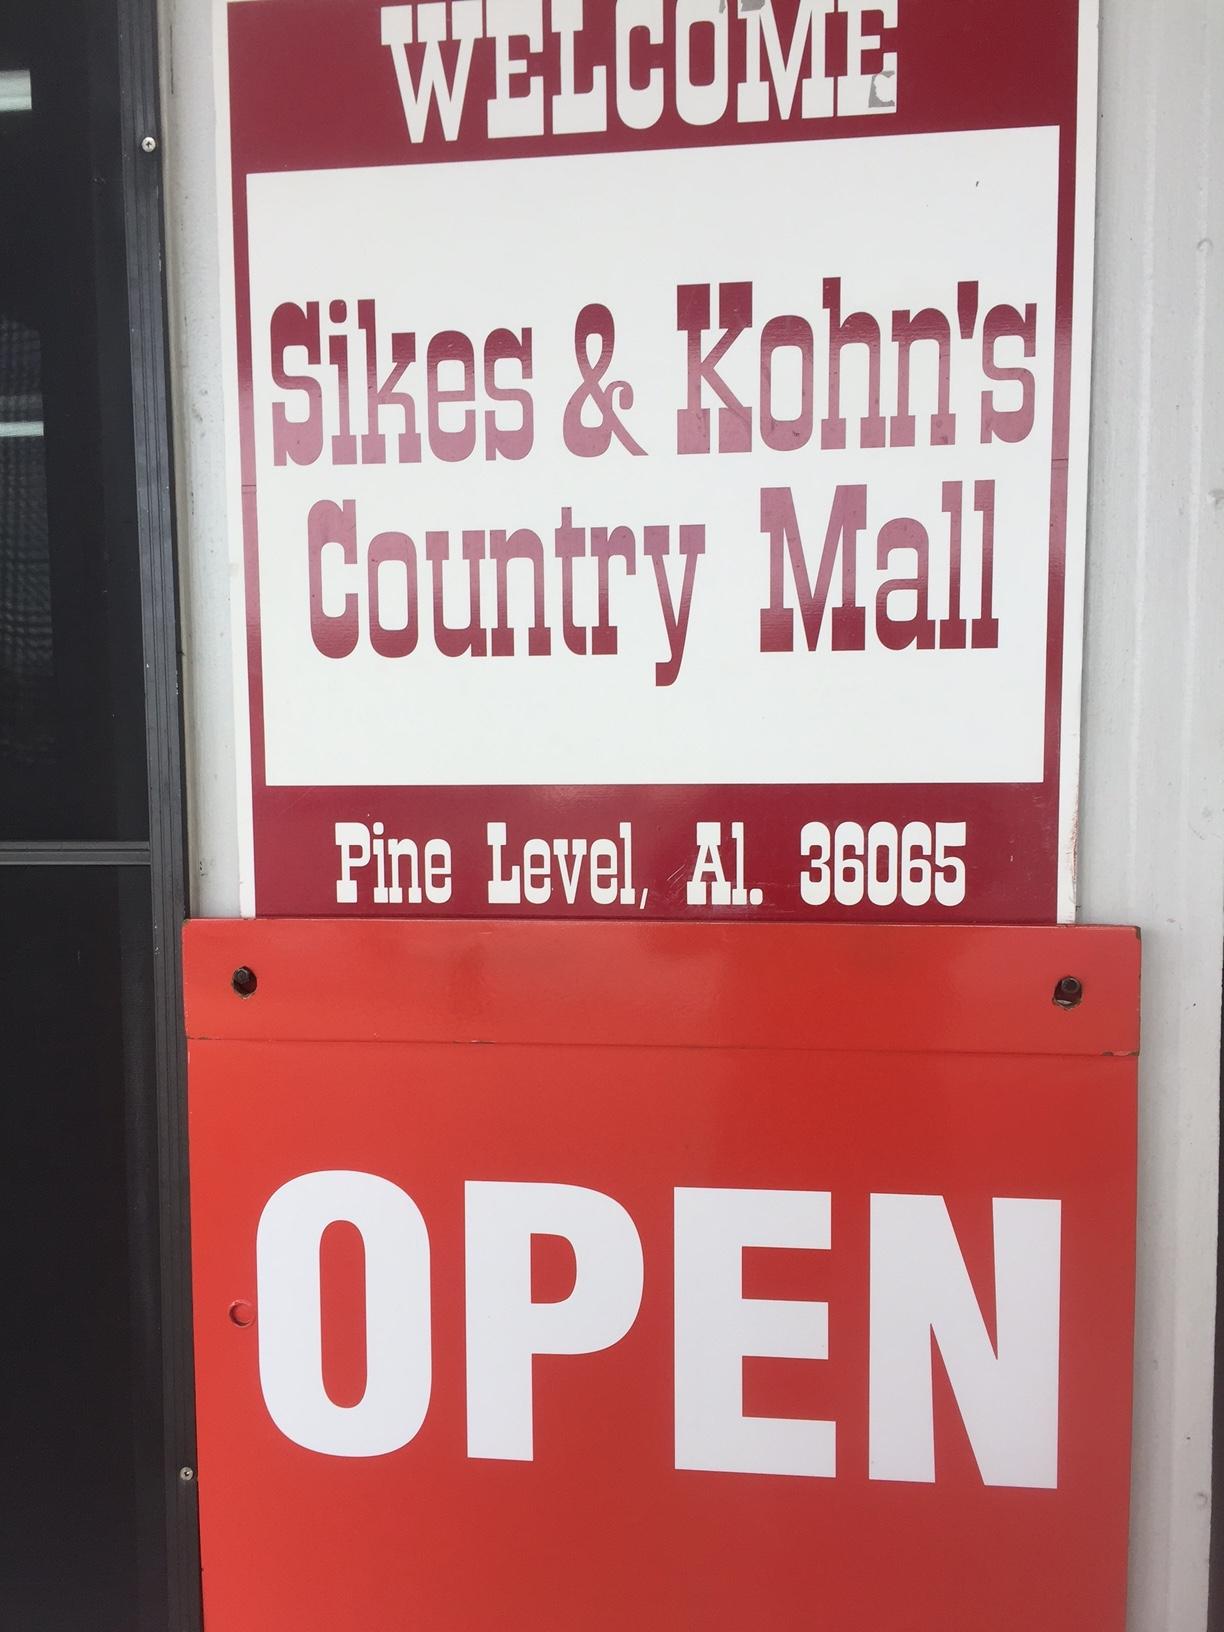 WELCOME
Sikes & Kohn's
Country Mall
Pine Level, Al. 36065
OPEN